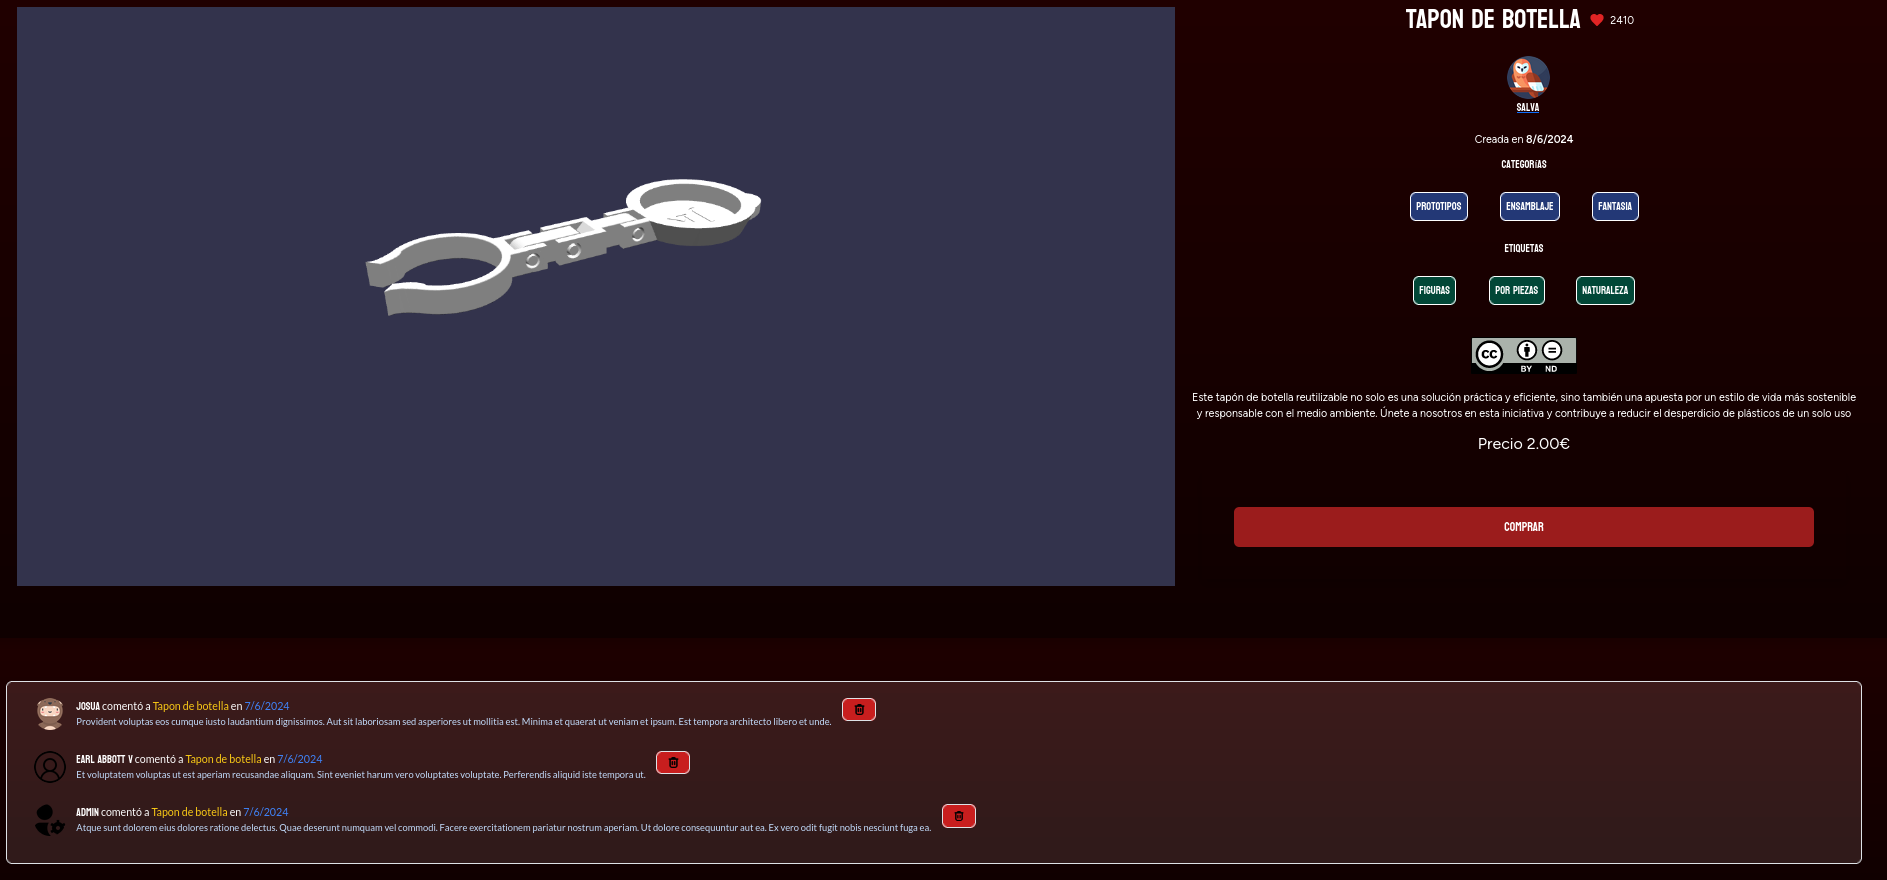 TAPON DE BOTELLA 2410
SALVA
Creada en 8/6/2024
CATEGORÍAS
PROTOTIPOS ENSAMBLAJE FANTASIA
ETIQUETAS
FIGURAS POR PIEZAS NATURALEZA
CC BY ND
Este tapón de botella reutilizable no solo es una solución práctica y eficiente, sino también una apuesta por un estilo de vida más sostenible
y responsable con el medio ambiente. Únete a nosotros en esta iniciativa y contribuye a reducir el desperdicio de plásticos de un solo uso
Precio 2.00€
COMPRAR
JOSUA comentó a Tapon de botella en 7/6/2024
Provident voluptas eos cumque iusto laudantium dignissimos. Aut sit laboriosam sed asperiores ut mollitia est. Minima et quaerat ut veniam et ipsum. Est tempora architecto libero et unde.
EARL ABBOTT V comentó a Tapon de botella en 7/6/2024
Et voluptatem voluptas ut est aperiam recusandae aliquam. Sint eveniet harum vero voluptates voluptate. Perferendis aliquid iste tempora ut.
ADMIN comentó a Tapon de botella en 7/6/2024
Atque sunt dolorem eius dolores ratione delectus. Quae deserunt numquam vel commodi. Facere exercitationem pariatur nostrum aperiam. Ut dolore consequuntur aut ea. Ex vero odit fugit nobis nesciunt fuga ea.